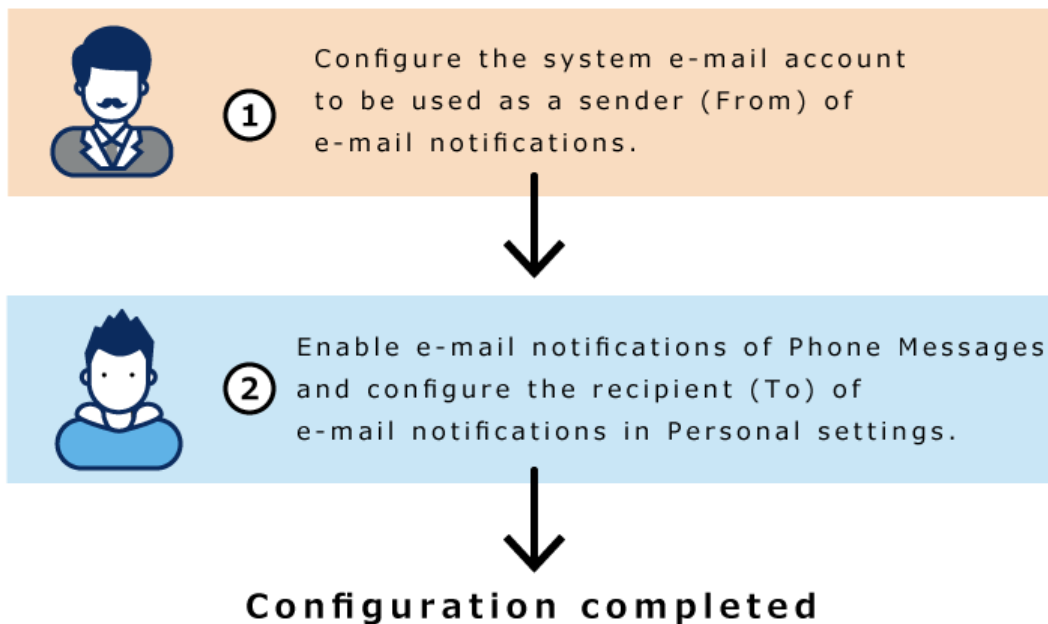 1
Configure the system e-mail account
to be used as a sender (From) of
e-mail notifications.
2
Enable e-mail notifications of Phone Messages
and configure the recipient (To) of
e-mail notifications in Personal settings.
Configuration completed